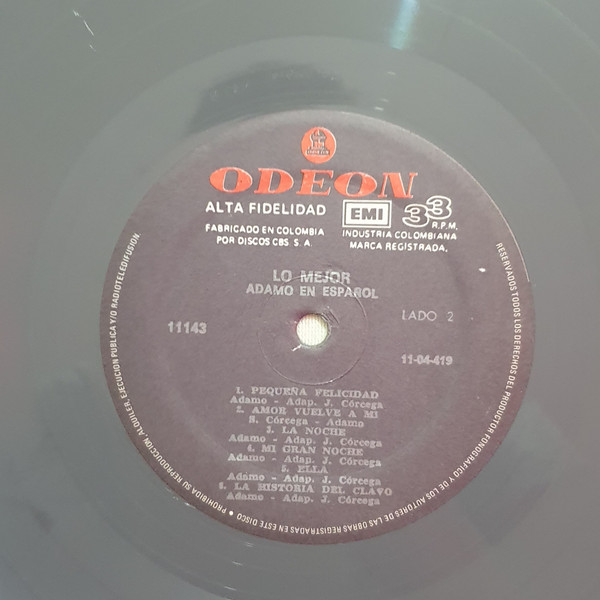 ODEON
ALTA FIDELIDAD
EMI
33 R.P.M.
FABRICADO EN COLOMBIA
POR DISCOS CBS. S. A.
INDUSTRIA COLOMBIANA
MARCA REGISTRADA.
LO MEJOR
ADAMO EN ESPAÑOL
LADO 2
11143
11-04-419
1. PEQUEÑA FELICIDAD
Adamo - Adap. J. Córcega
2. AMOR VUELVE A MI
S. Córcega - Adamo
3. LA NOCHE
Adamo - Adap. J. Córcega
4. MI GRAN NOCHE
Adamo - Adap. J. Córcega
5. ELLA
Adamo - Adap. J. Córcega
6. LA HISTORIA DEL CLAVO
Adamo - Adap. J. Córcega
RESERVADOS TODOS LOS DERECHOS DEL PRODUCTOR FONOGRAFICO Y DE LOS AUTORES DE LAS OBRAS REGISTRADAS EN ESTE DISCO ● PROHIBIDA SU REPRODUCCION, ALQUILER, EJECUCION PUBLICA Y/O RADIOTELEDIFUSION.